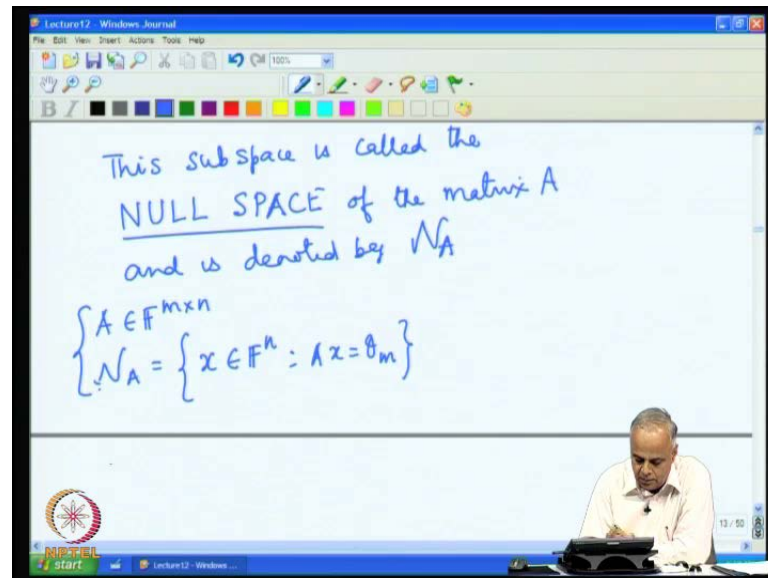 Lecture12 - Windows Journal
File Edit View Insert Actions Tools Help
100%
B I
This subspace is called the
NULL SPACE of the matrix A
and is denoted by N_A
A ∈ F^{m×n}
N_A = { x ∈ F^n : Ax = θ_m }
13 / 50
NPTEL
start Lecture12 - Windows ...